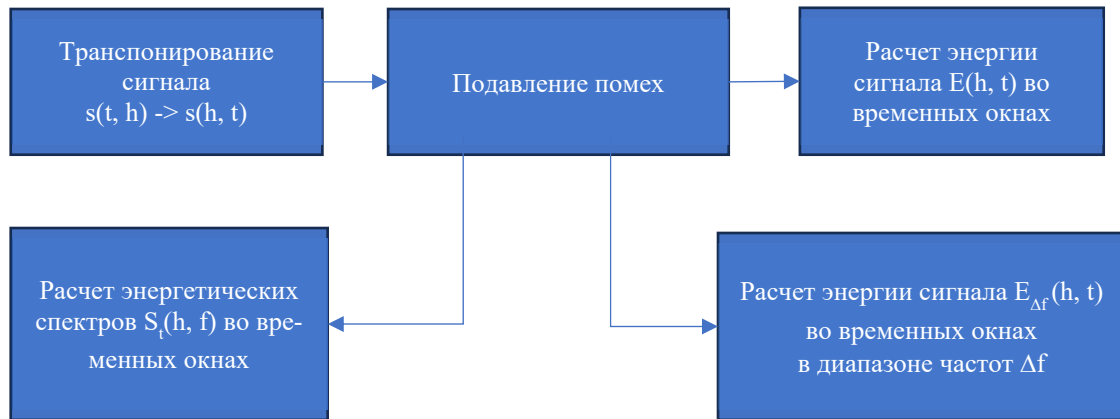 Транспонирование
сигнала
s(t, h) -> s(h, t)
Подавление помех
Расчет энергии
сигнала E(h, t) во
временных окнах
Расчет энергетических
спектров Sₜ(h, f) во вре-
менных окнах
Расчет энергии сигнала E_Δf (h, t)
во временных окнах
в диапазоне частот Δf